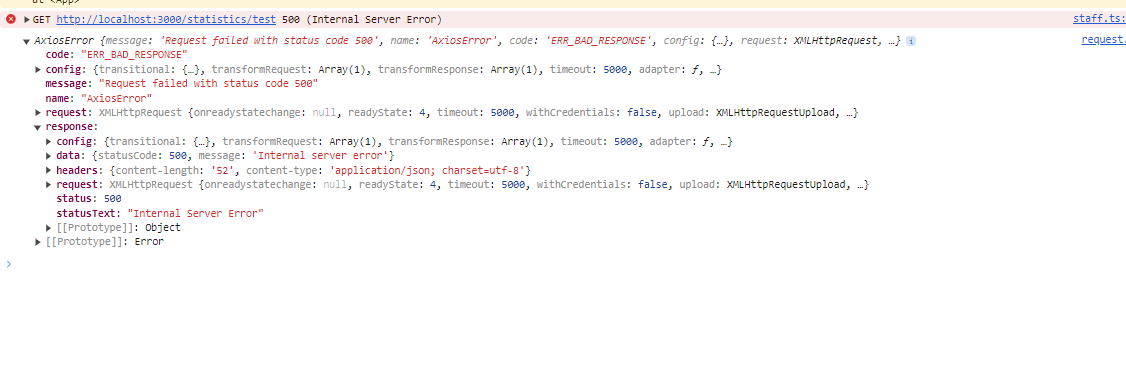 at <App>
GET http://localhost:3000/statistics/test 500 (Internal Server Error) staff.ts:
AxiosError {message: 'Request failed with status code 500', name: 'AxiosError', code: 'ERR_BAD_RESPONSE', config: {…}, request: XMLHttpRequest, …} i request.
code: "ERR_BAD_RESPONSE"
config: {transitional: {…}, transformRequest: Array(1), transformResponse: Array(1), timeout: 5000, adapter: ƒ, …}
message: "Request failed with status code 500"
name: "AxiosError"
request: XMLHttpRequest {onreadystatechange: null, readyState: 4, timeout: 5000, withCredentials: false, upload: XMLHttpRequestUpload, …}
response:
config: {transitional: {…}, transformRequest: Array(1), transformResponse: Array(1), timeout: 5000, adapter: ƒ, …}
data: {statusCode: 500, message: 'Internal server error'}
headers: {content-length: '52', content-type: 'application/json; charset=utf-8'}
request: XMLHttpRequest {onreadystatechange: null, readyState: 4, timeout: 5000, withCredentials: false, upload: XMLHttpRequestUpload, …}
status: 500
statusText: "Internal Server Error"
[[Prototype]]: Object
[[Prototype]]: Error